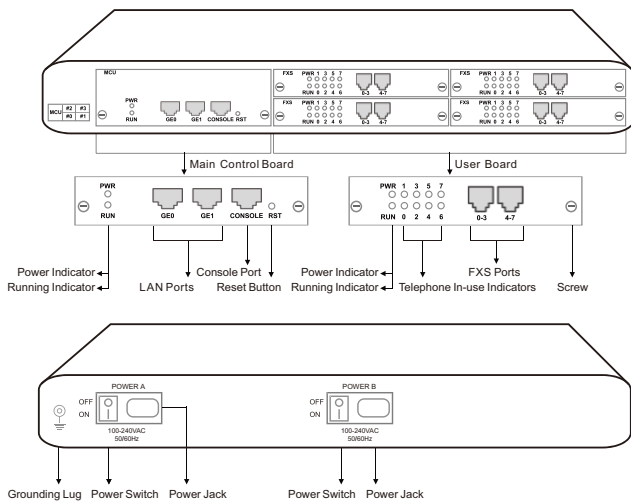 MCU
PWR
RUN
GE0 GE1 CONSOLE RST
FXS PWR 1 3 5 7
RUN 0 2 4 6 0-3 4-7
FXS PWR 1 3 5 7
RUN 0 2 4 6 0-3 4-7
FXS PWR 1 3 5 7
RUN 0 2 4 6 0-3 4-7
FXS PWR 1 3 5 7
RUN 0 2 4 6 0-3 4-7
MCU #2 #3
#0 #1
Main Control Board
User Board
PWR
RUN GE0 GE1 CONSOLE RST
PWR 1 3 5 7
RUN 0 2 4 6 0-3 4-7
Power Indicator
Running Indicator
LAN Ports
Console Port
Reset Button
Power Indicator
Running Indicator
Telephone In-use Indicators
FXS Ports
Screw
POWER A
OFF
ON
100-240VAC
50/60Hz
POWER B
OFF
ON
100-240VAC
50/60Hz
Grounding Lug Power Switch Power Jack Power Switch Power Jack